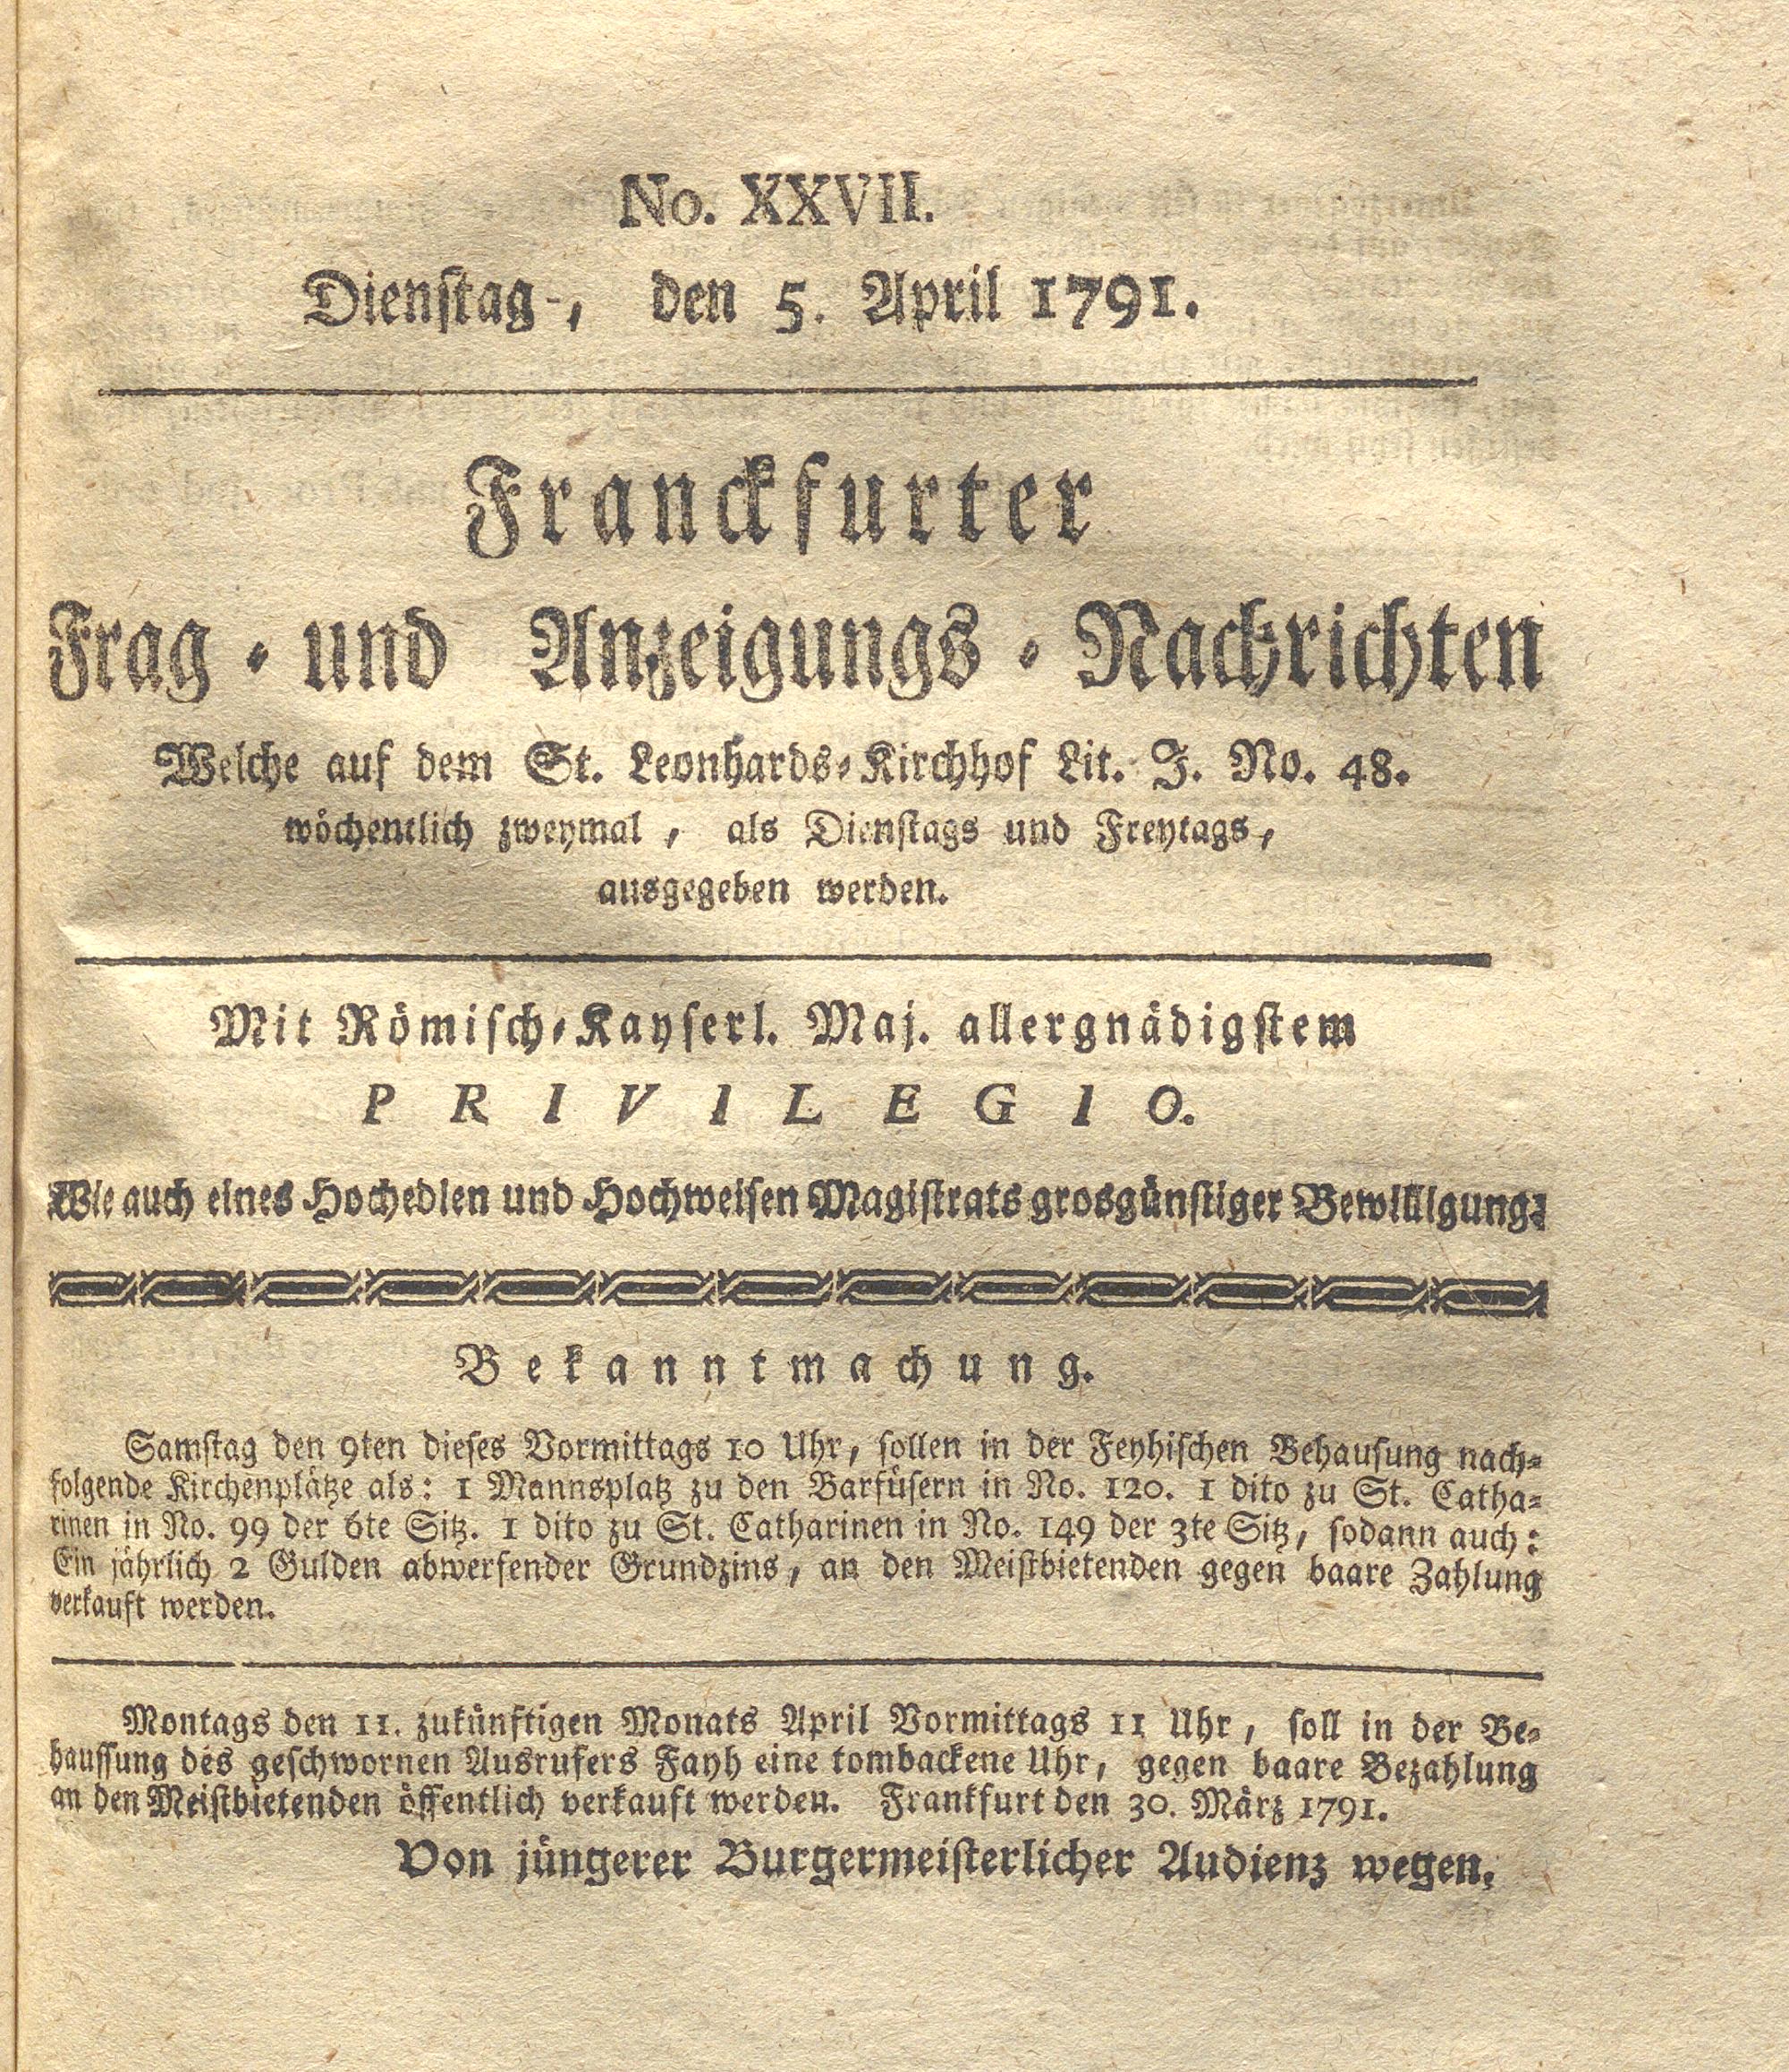 No. XXVII.
Dienstag-, den 5. April 1791.
Franckfurter
Frag- und Anzeigungs-Nachrichten
Welche auf dem St. Leonhards-Kirchhof Lit. J. No. 48.
wöchentlich zweymal, als Dienstags und Freytags,
ausgegeben werden.
Mit Römisch-Kayserl. Maj. allergnädigstem
PRIVILEGIO.
Wie auch eines Hochedlen und Hochweisen Magistrats grosgünstiger Bewilligung.
Bekanntmachung.
Samstag den 9ten dieses Vormittags 10 Uhr, sollen in der Feyhischen Behausung nach-
folgende Kirchenplätze als: 1 Mannsplatz zu den Barfüsern in No. 120. 1 dito zu St. Catha-
rinen in No. 99 der 6te Sitz. 1 dito zu St. Catharinen in No. 149 der 3te Sitz, sodann auch:
Ein jährlich 2 Gulden abwerfender Grundzins, an den Meistbietenden gegen baare Zahlung
verkauft werden.
Montags den 11. zukünftigen Monats April Vormittags 11 Uhr, soll in der Be-
haussung des geschwornen Ausrufers Fayh eine tombackene Uhr, gegen baare Bezahlung
an den Meistbietenden öffentlich verkauft werden. Frankfurt den 30. März 1791.
Von jüngerer Burgermeisterlicher Audienz wegen.